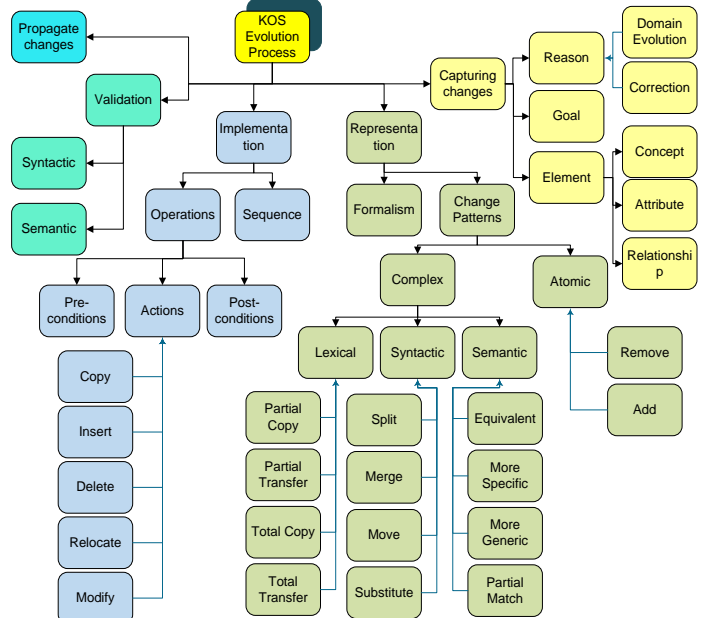 Propagate
changes
KOS
Evolution
Process
Domain
Evolution
Reason
Capturing
changes
Correction
Validation
Goal
Implementa
tion
Representa
tion
Concept
Syntactic
Element
Operations
Sequence
Formalism
Change
Patterns
Attribute
Semantic
Relationshi
p
Complex
Atomic
Pre-
conditions
Actions
Post-
conditions
Lexical
Syntactic
Semantic
Remove
Copy
Partial
Copy
Split
Equivalent
Add
Insert
Partial
Transfer
Merge
More
Specific
Delete
Total Copy
Move
More
Generic
Relocate
Total
Transfer
Substitute
Partial
Match
Modify